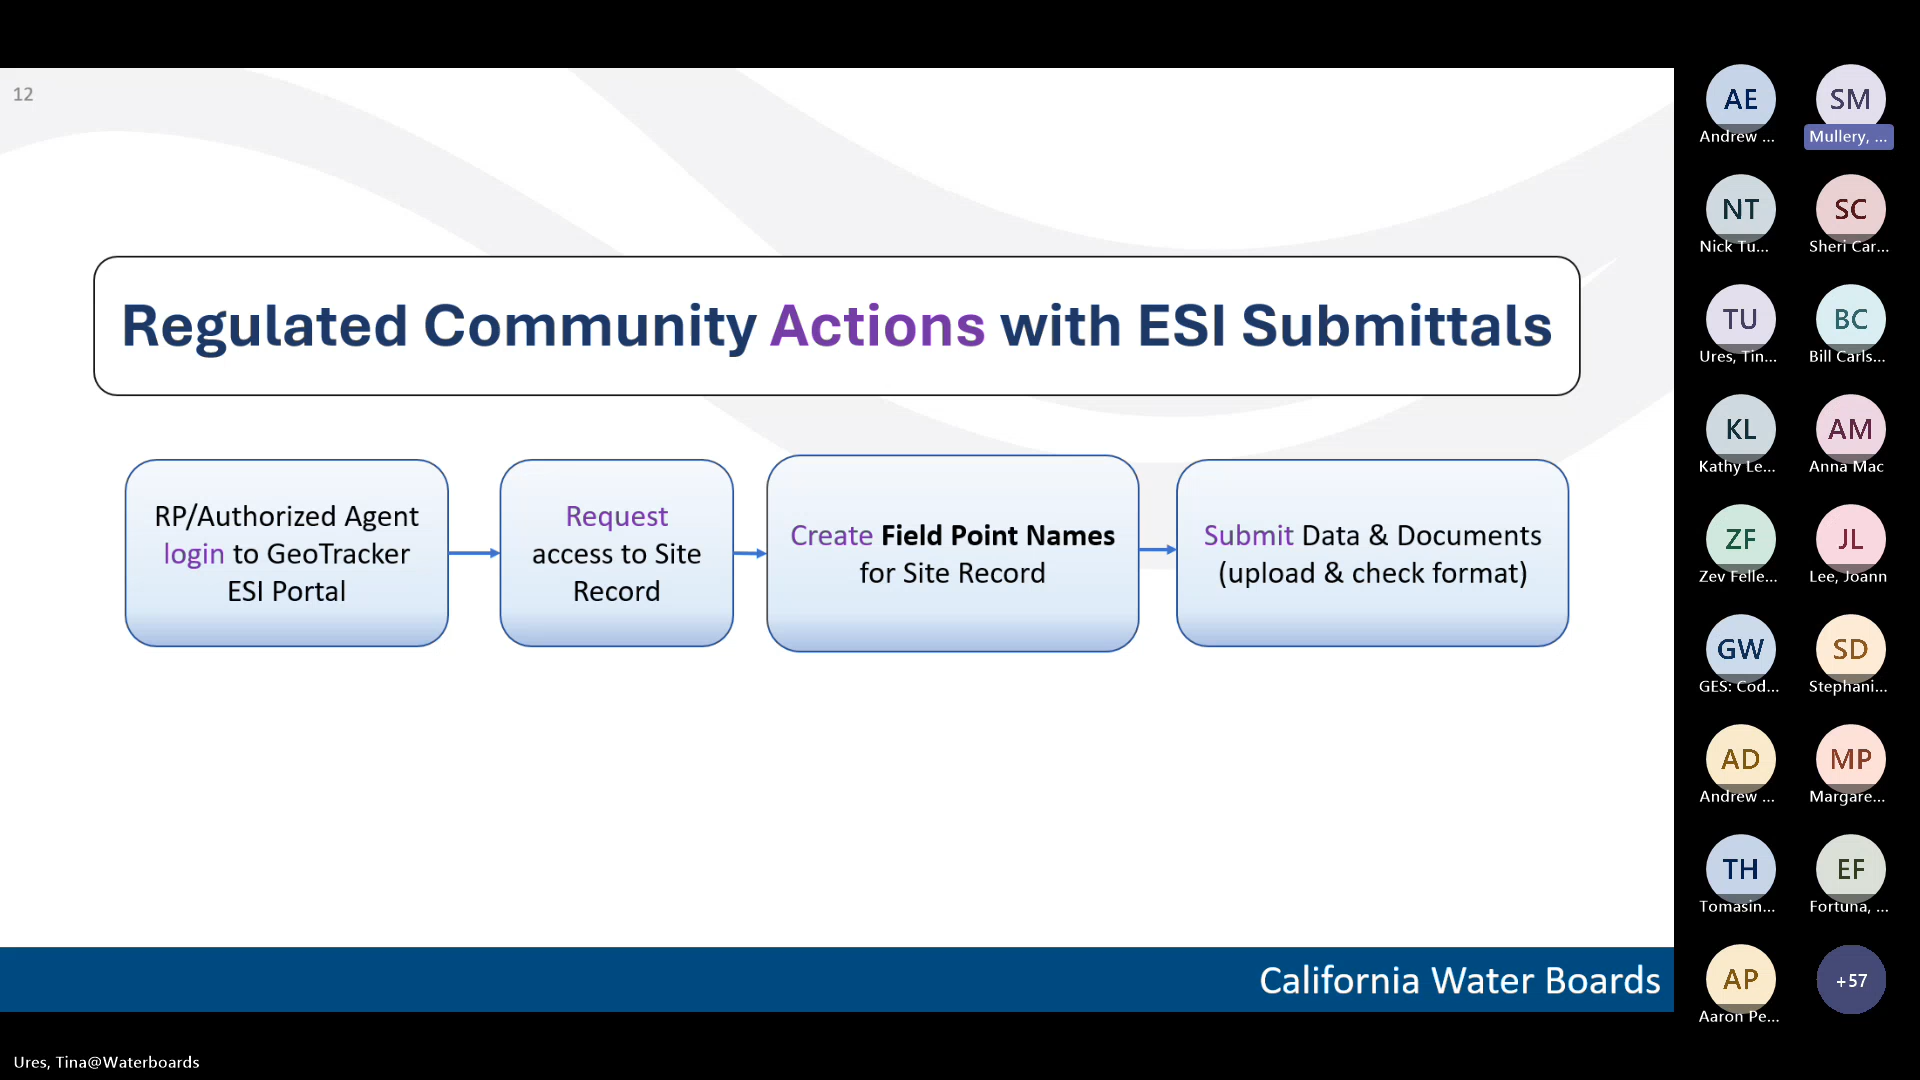 12
Regulated Community Actions with ESI Submittals
RP/Authorized Agent
login to GeoTracker
ESI Portal
Request
access to Site
Record
Create Field Point Names
for Site Record
Submit Data & Documents
(upload & check format)
California Water Boards
Ures, Tina@Waterboards
AE
Andrew ...
SM
Mullery, ...
NT
Nick Tu...
SC
Sheri Car...
TU
Ures, Tin...
BC
Bill Carls...
KL
Kathy Le...
AM
Anna Mac
ZF
Zev Felle...
JL
Lee, Joann
GW
GES: Cod...
SD
Stephani...
AD
Andrew ...
MP
Margare...
TH
Tomasin...
EF
Fortuna, ...
AP
Aaron Pe...
+57